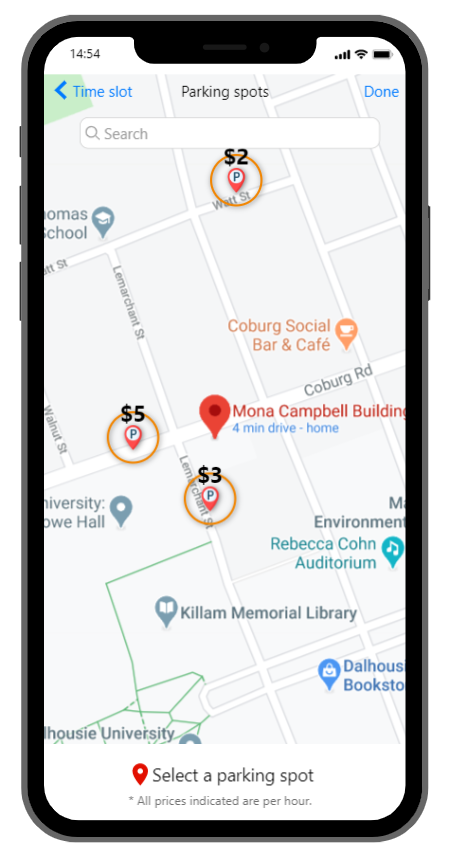 14:54
Time slot
Parking spots
Done
Search
$2
P
Watt St
homas
School
att St
Lemarchant St
Coburg Social
Bar & Café
Coburg Rd
Walnut St
$5
P
Mona Campbell Building
4 min drive - home
$3
P
Lemarchant St
niversity:
owe Hall
Ma
Environment
Rebecca Cohn
Auditorium
Killam Memorial Library
Dalhousi
Booksto
lhousie University
Select a parking spot
* All prices indicated are per hour.